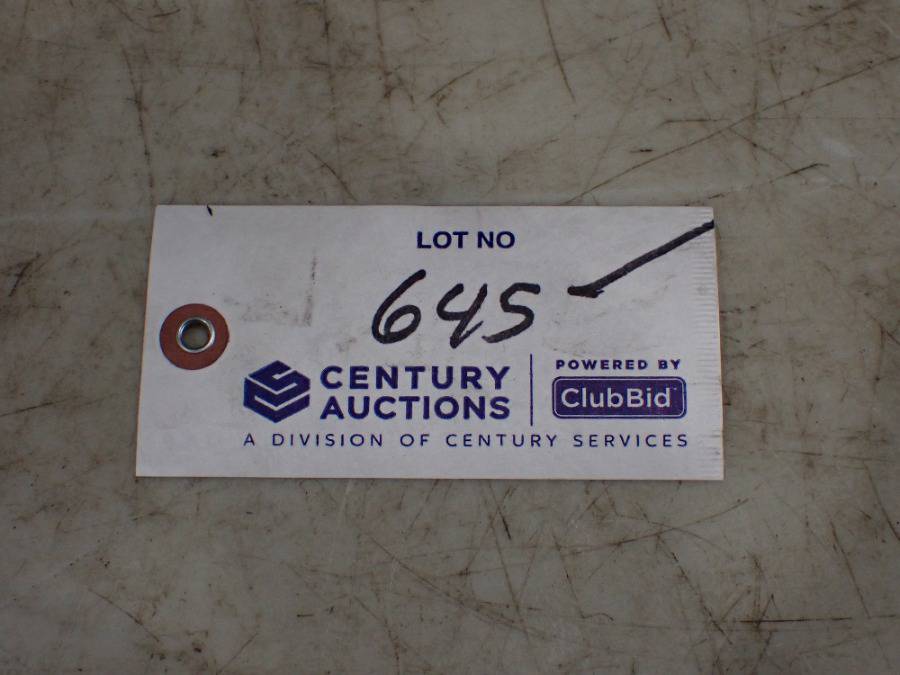 LOT NO
645
CENTURY
AUCTIONS
POWERED BY
ClubBid
A DIVISION OF CENTURY SERVICES